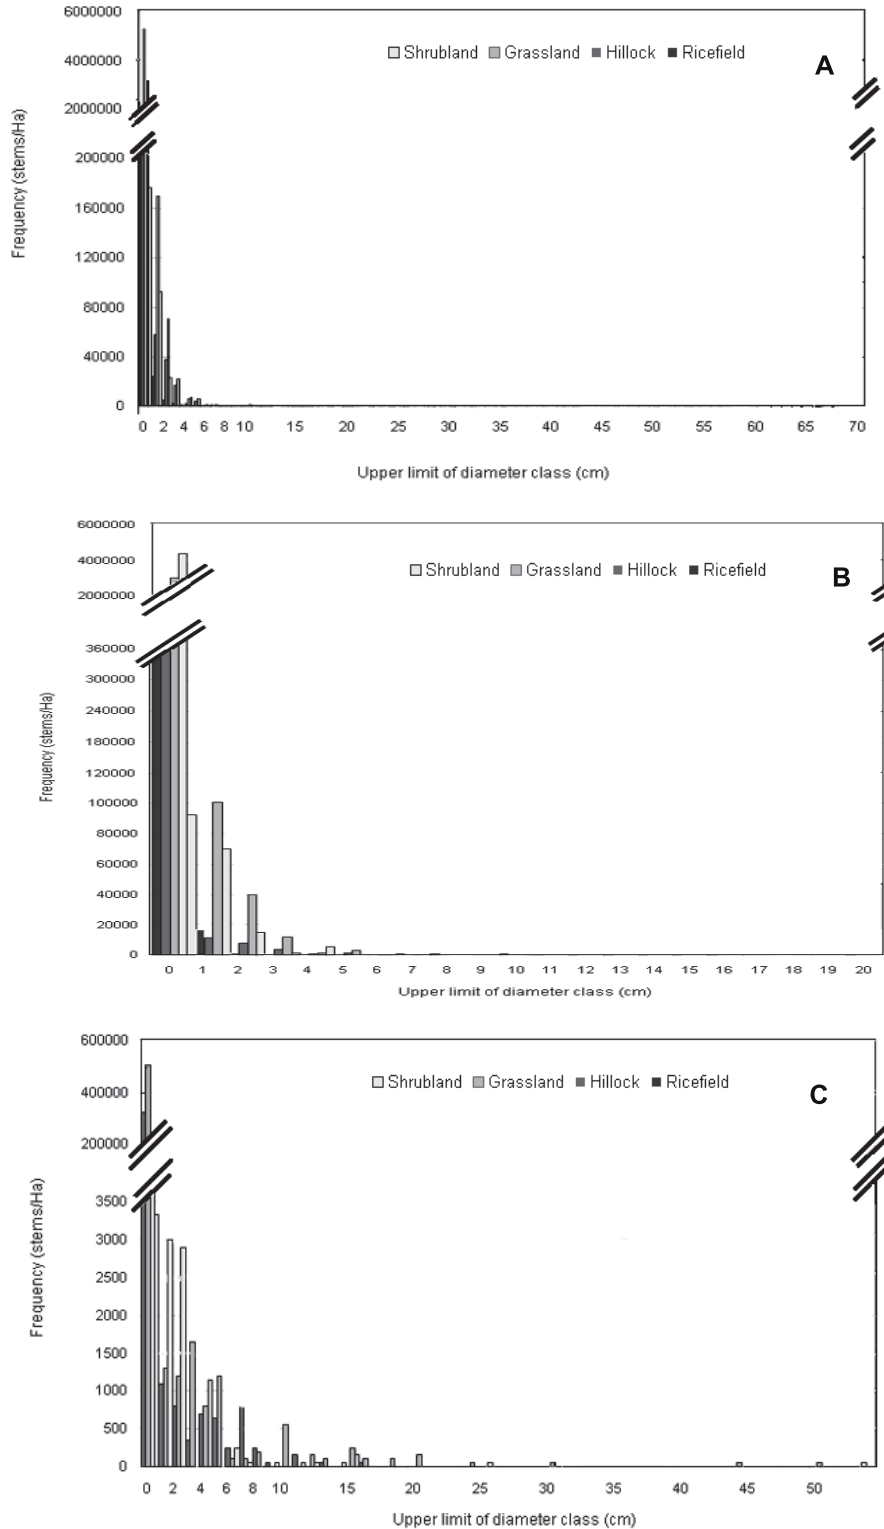 6000000
4000000
2000000
200000
160000
120000
80000
40000
0
Frequency (stems/Ha)
Shrubland Grassland Hillock Ricefield
A
0 2 4 6 8 10 15 20 25 30 35 40 45 50 55 60 65 70
Upper limit of diameter class (cm)
6000000
4000000
2000000
360000
300000
240000
180000
120000
100000
80000
60000
40000
20000
0
Frequency (stems/Ha)
Shrubland Grassland Hillock Ricefield
B
0 1 2 3 4 5 6 7 8 9 10 11 12 13 14 15 16 17 18 19 20
Upper limit of diameter class (cm)
600000
400000
200000
3500
3000
2500
2000
1500
1000
500
0
Frequency (stems/Ha)
Shrubland Grassland Hillock Ricefield
C
0 2 4 6 8 10 15 20 25 30 35 40 45 50
Upper limit of diameter class (cm)